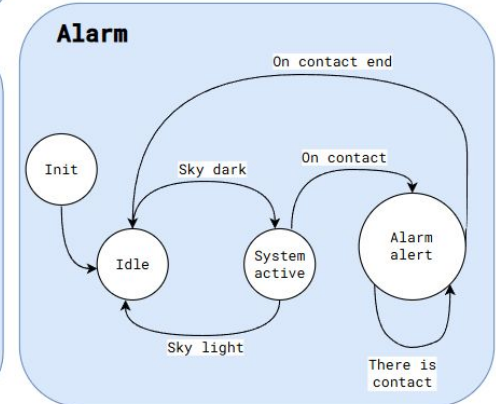 Alarm
On contact end
Init
Sky dark
On contact
Idle
System
active
Alarm
alert
Sky light
There is
contact